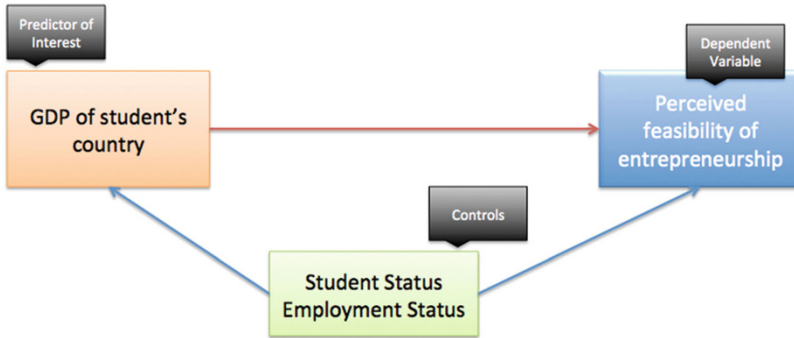 Predictor of
Interest
GDP of student's
country
Dependent
Variable
Perceived
feasibility of
entrepreneurship
Controls
Student Status
Employment Status